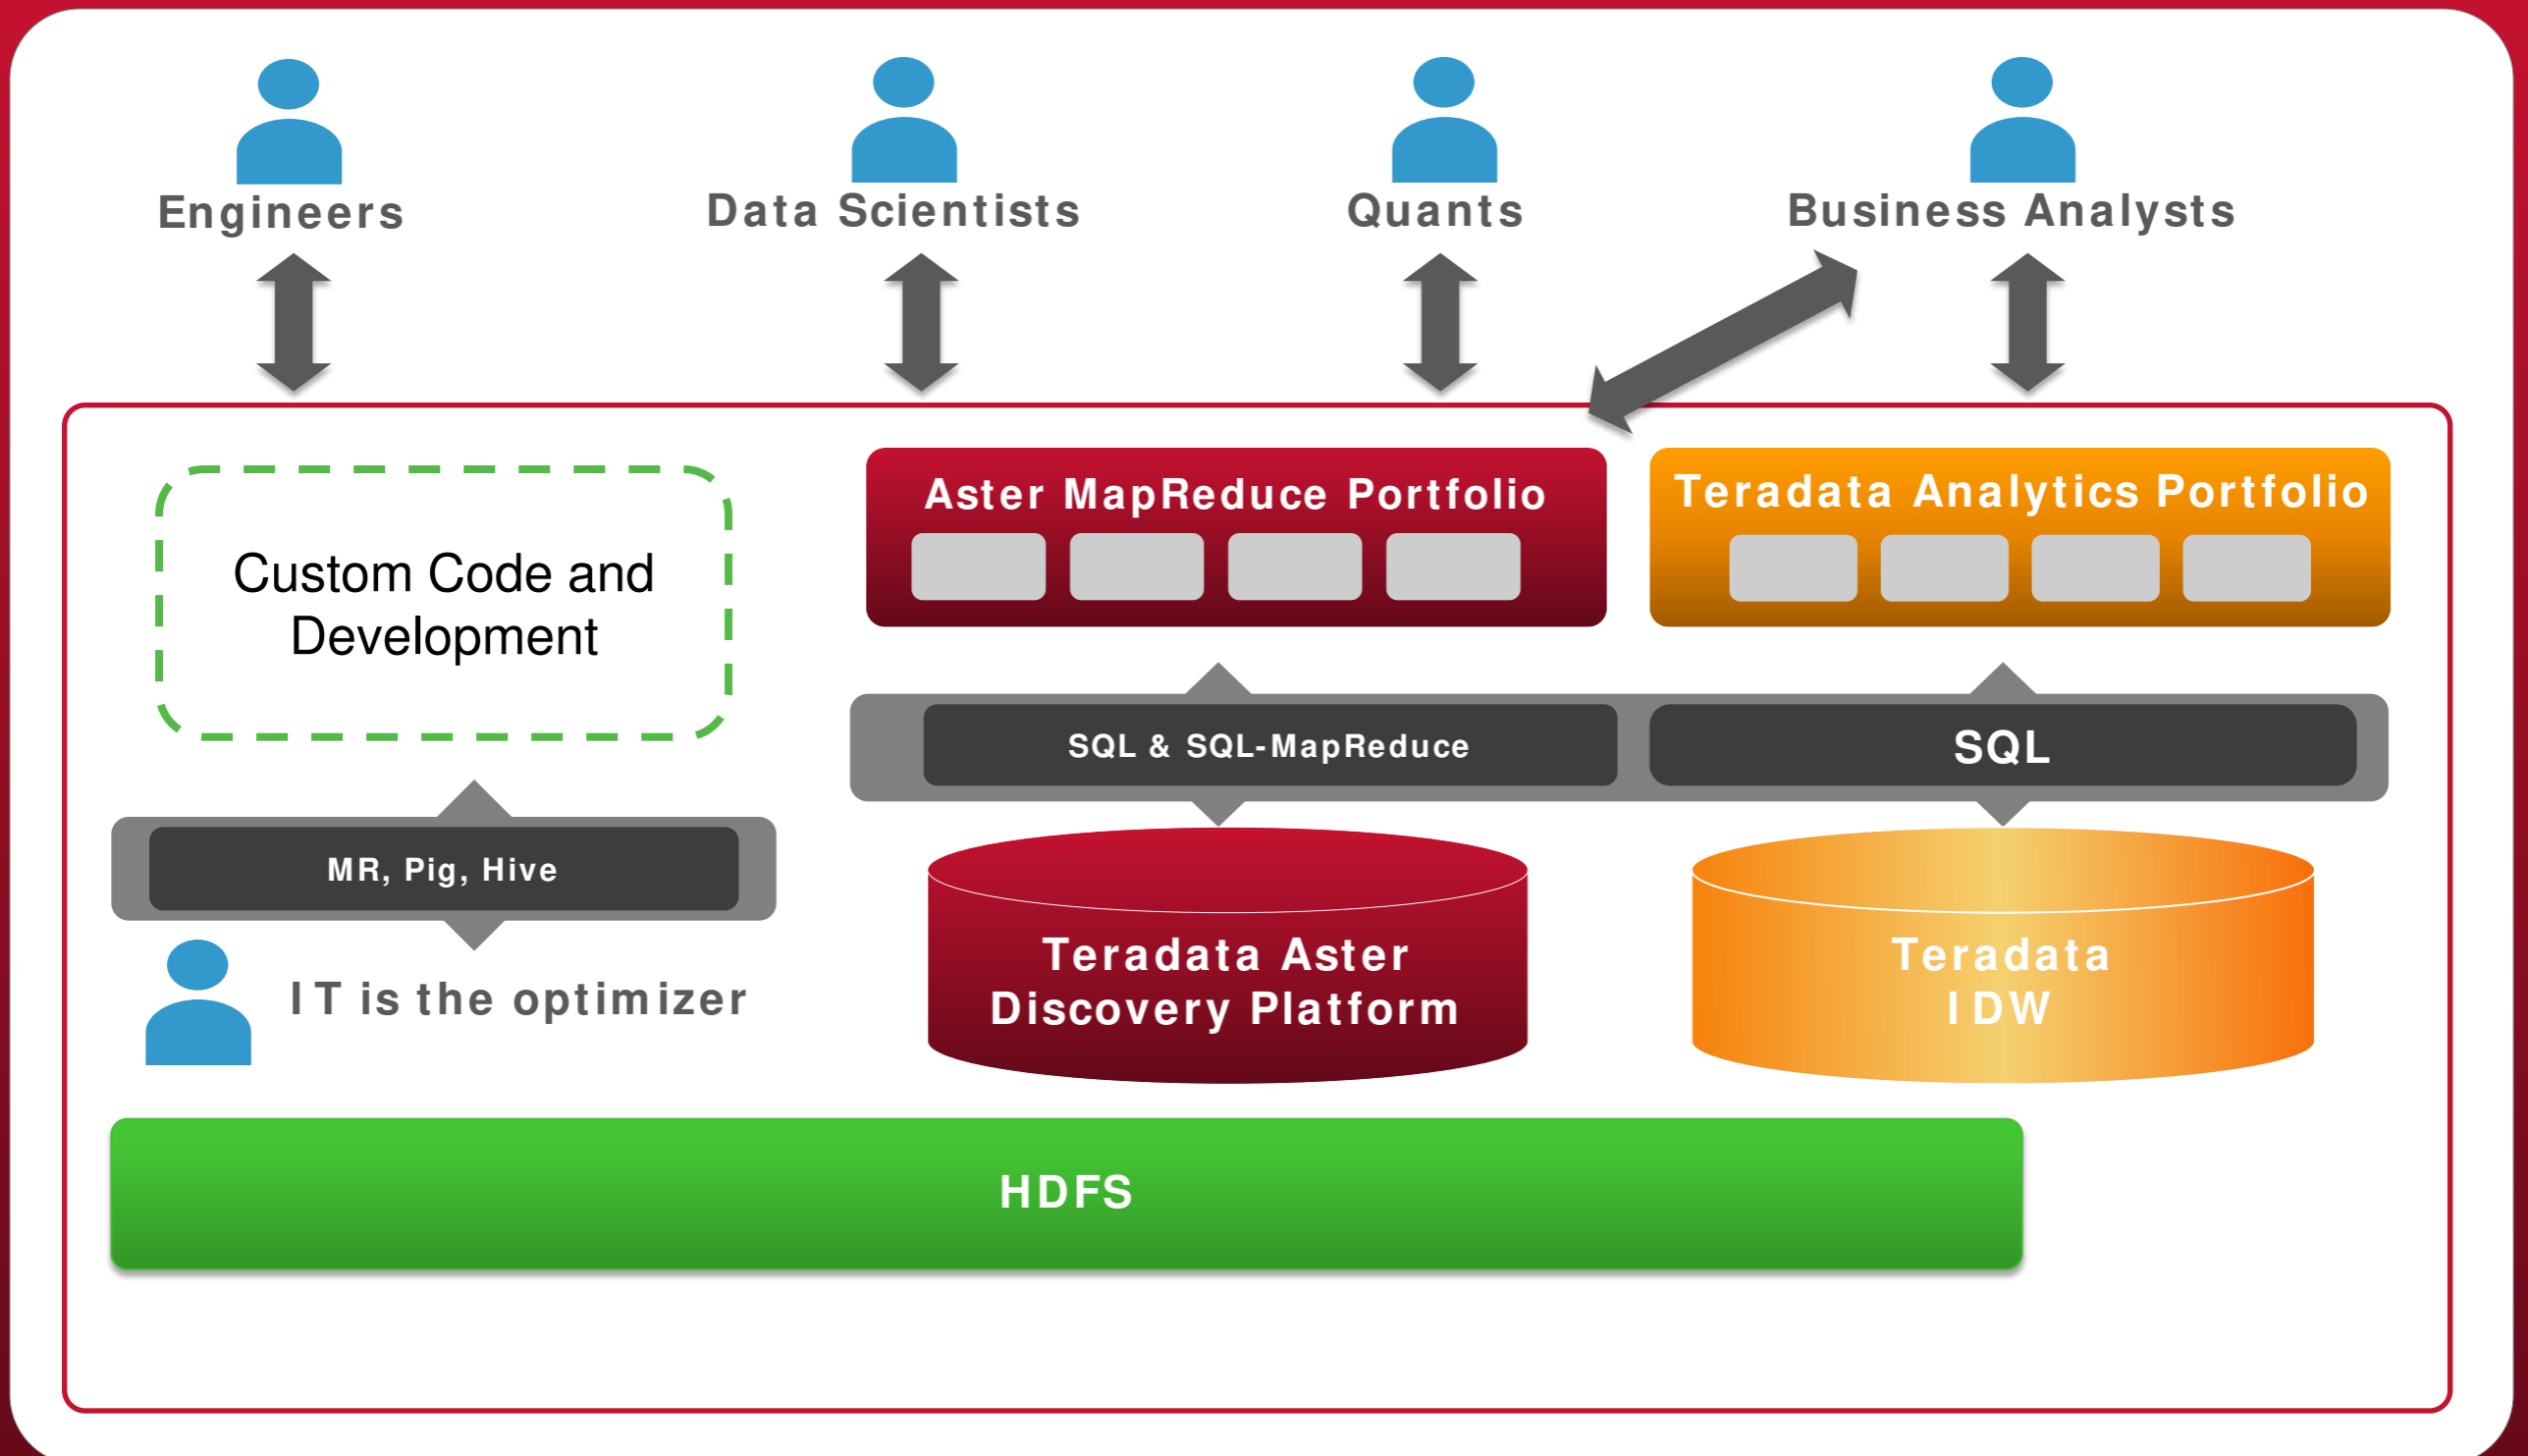 Engineers
Data Scientists
Quants
Business Analysts
Custom Code and
Development
Aster MapReduce Portfolio
Teradata Analytics Portfolio
SQL & SQL-MapReduce
SQL
MR, Pig, Hive
IT is the optimizer
Teradata Aster
Discovery Platform
Teradata
IDW
HDFS